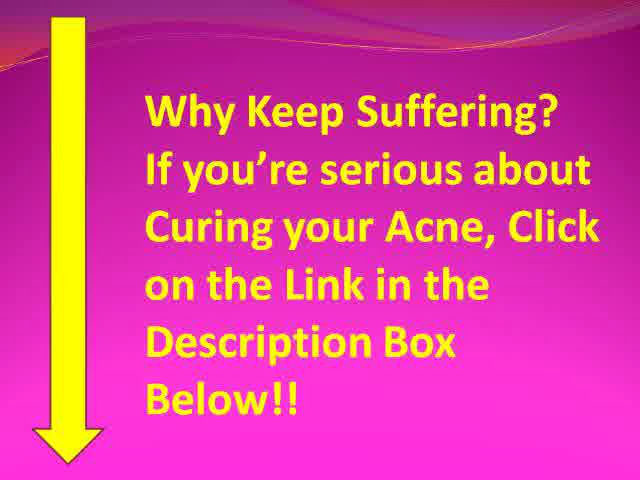 Why Keep Suffering?
If you’re serious about
Curing your Acne, Click
on the Link in the
Description Box
Below!!